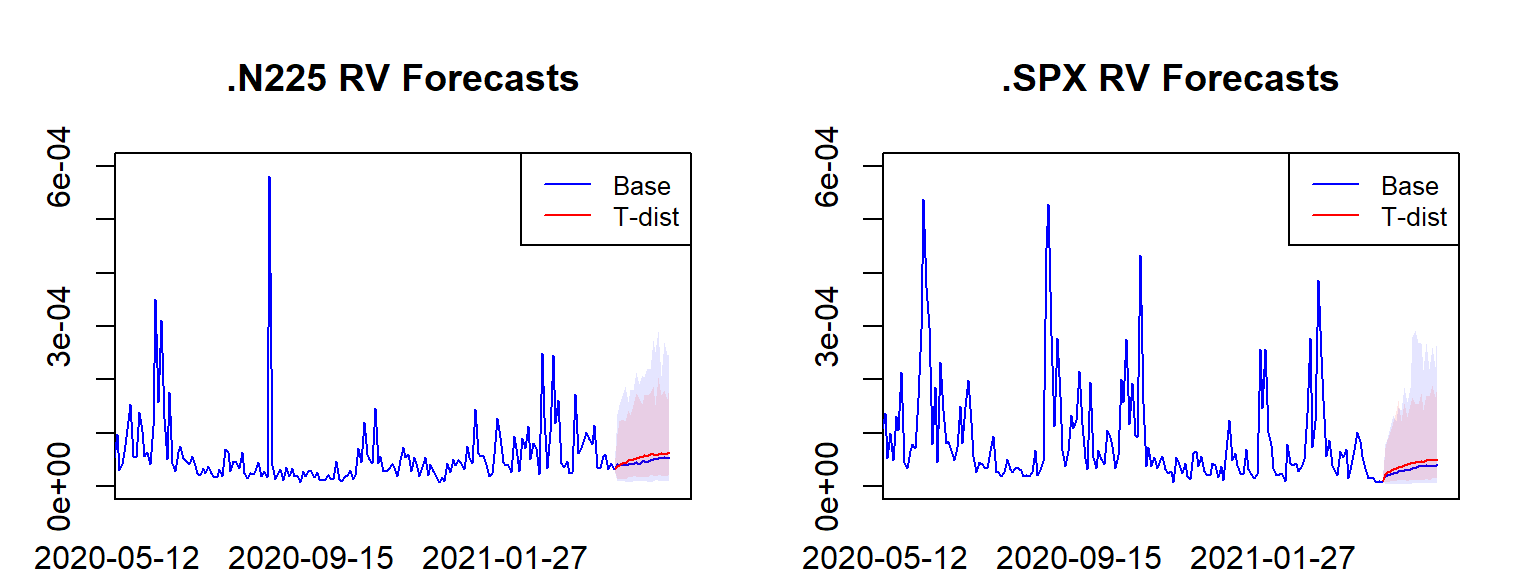 .N225 RV Forecasts
6e-04
3e-04
0e+00
Base
T-dist
2020-05-12
2020-09-15
2021-01-27
.SPX RV Forecasts
6e-04
3e-04
0e+00
Base
T-dist
2020-05-12
2020-09-15
2021-01-27